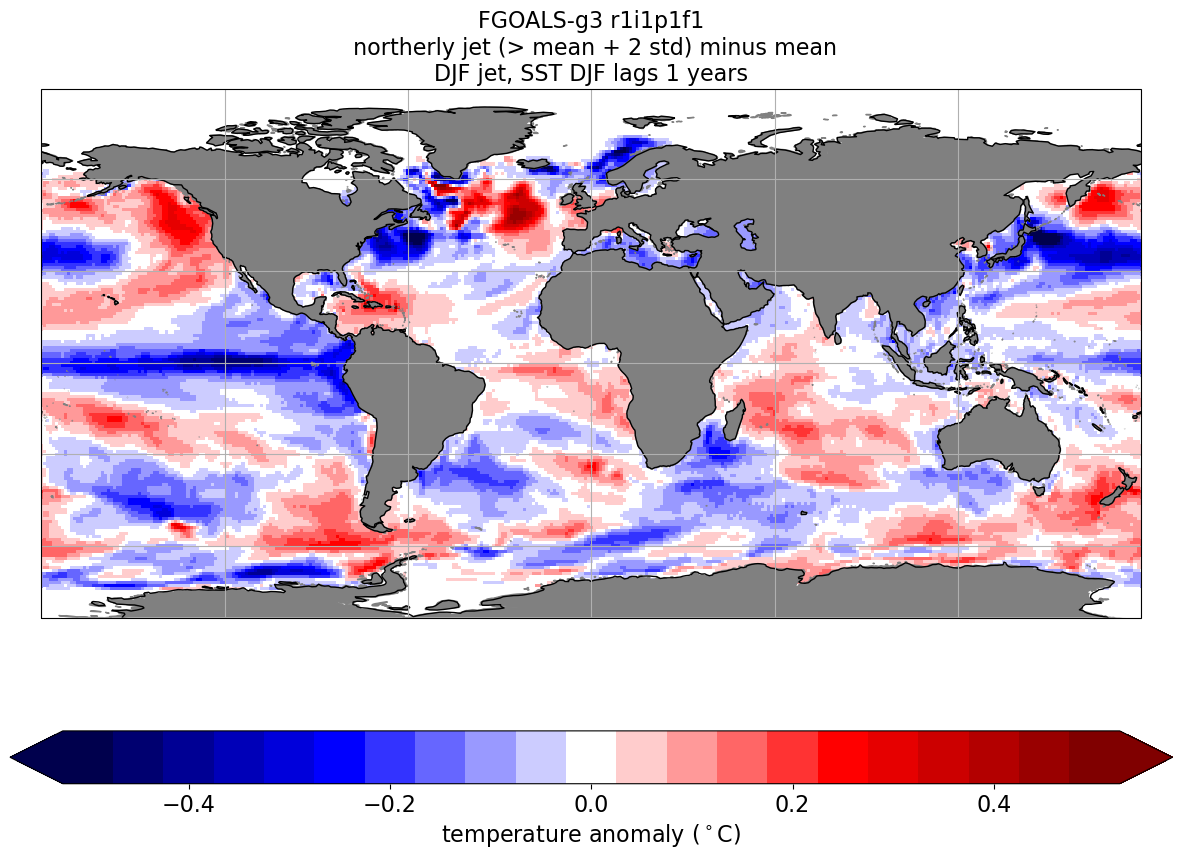 FGOALS-g3 r1i1p1f1
northerly jet (> mean + 2 std) minus mean
DJF jet, SST DJF lags 1 years
−0.4 −0.2 0.0 0.2 0.4
temperature anomaly (°C)